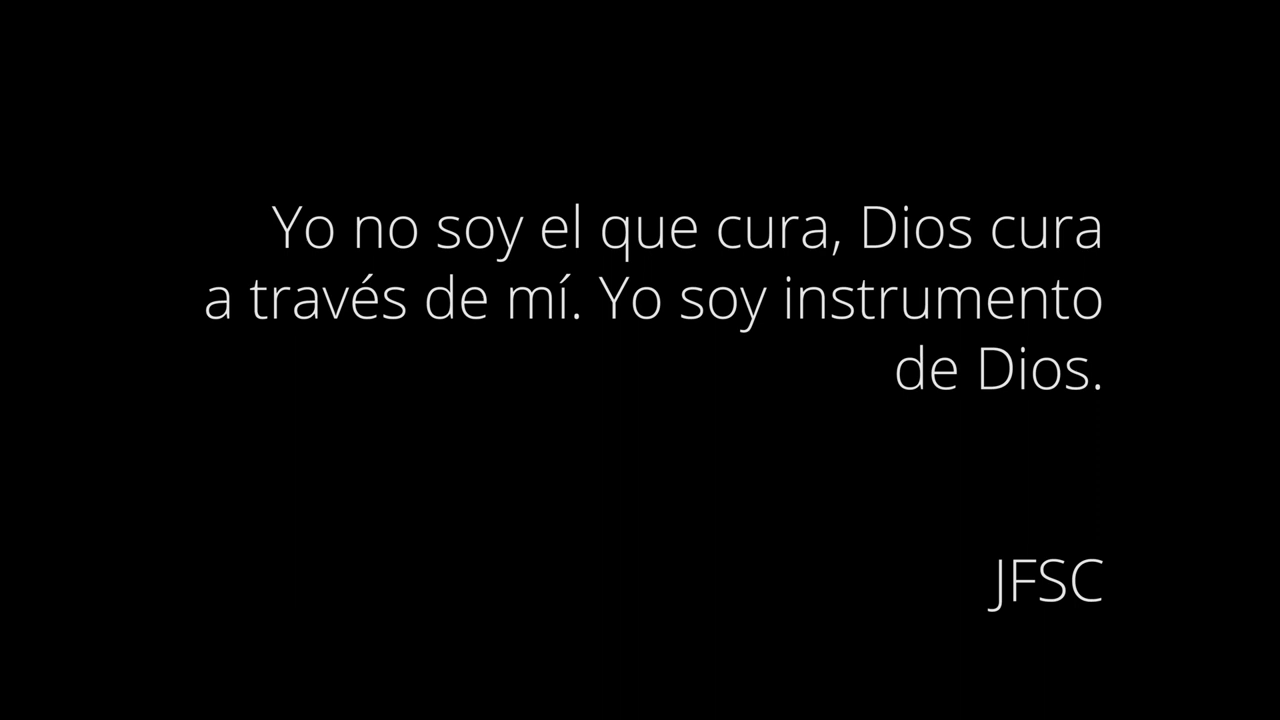 Yo no soy el que cura, Dios cura
a través de mí. Yo soy instrumento
de Dios.
JFSC